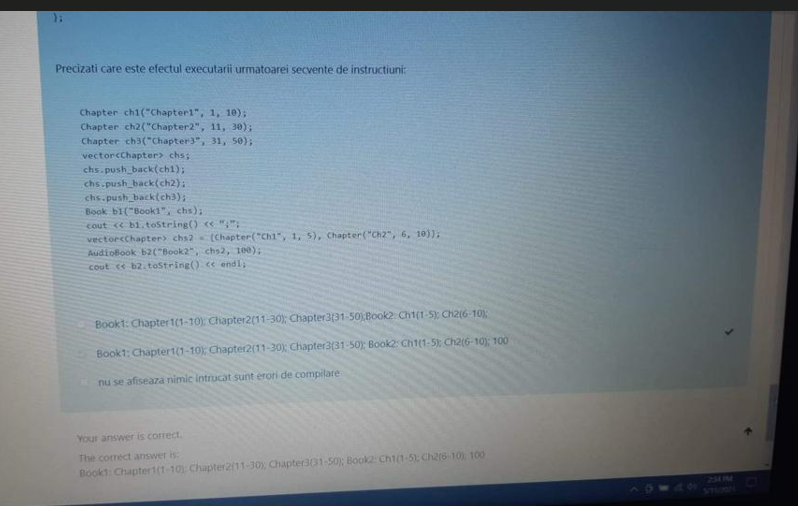 };
Precizati care este efectul executarii urmatoarei secvente de instructiuni:
Chapter ch1("Chapter1", 1, 10);
Chapter ch2("Chapter2", 11, 30);
Chapter ch3("Chapter3", 31, 50);
vector<Chapter> chs;
chs.push_back(ch1);
chs.push_back(ch2);
chs.push_back(ch3);
Book b1("Book1", chs);
cout << b1.toString() << ";";
vector<Chapter> chs2 = {Chapter("Ch1", 1, 5), Chapter("Ch2", 6, 10)};
AudioBook b2("Book2", chs2, 100);
cout << b2.toString() << endl;
Book1: Chapter1(1-10); Chapter2(11-30); Chapter3(31-50);Book2: Ch1(1-5); Ch2(6-10);
Book1: Chapter1(1-10); Chapter2(11-30); Chapter3(31-50); Book2: Ch1(1-5); Ch2(6-10); 100
nu se afiseaza nimic intrucat sunt erori de compilare
Your answer is correct.
The correct answer is:
Book1: Chapter1(1-10); Chapter2(11-30); Chapter3(31-50); Book2: Ch1(1-5); Ch2(6-10); 100
2:34 PM